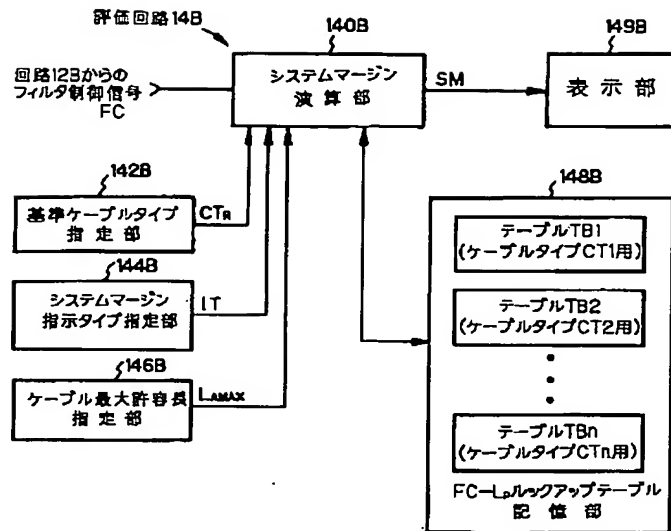 評価回路14B
140B
149B
回路12Bからの
フィルタ制御信号
FC
システムマージン
演算部
SM
表示部
142B
148B
基準ケーブルタイプ
指定部
CTR
テーブルTB1
(ケーブルタイプCT1用)
144B
システムマージン
指示タイプ指定部
IT
テーブルTB2
(ケーブルタイプCT2用)
146B
ケーブル最大許容長
指定部
LAMAX
テーブルTBn
(ケーブルタイプCTn用)
FC-LPルックアップテーブル
記憶部